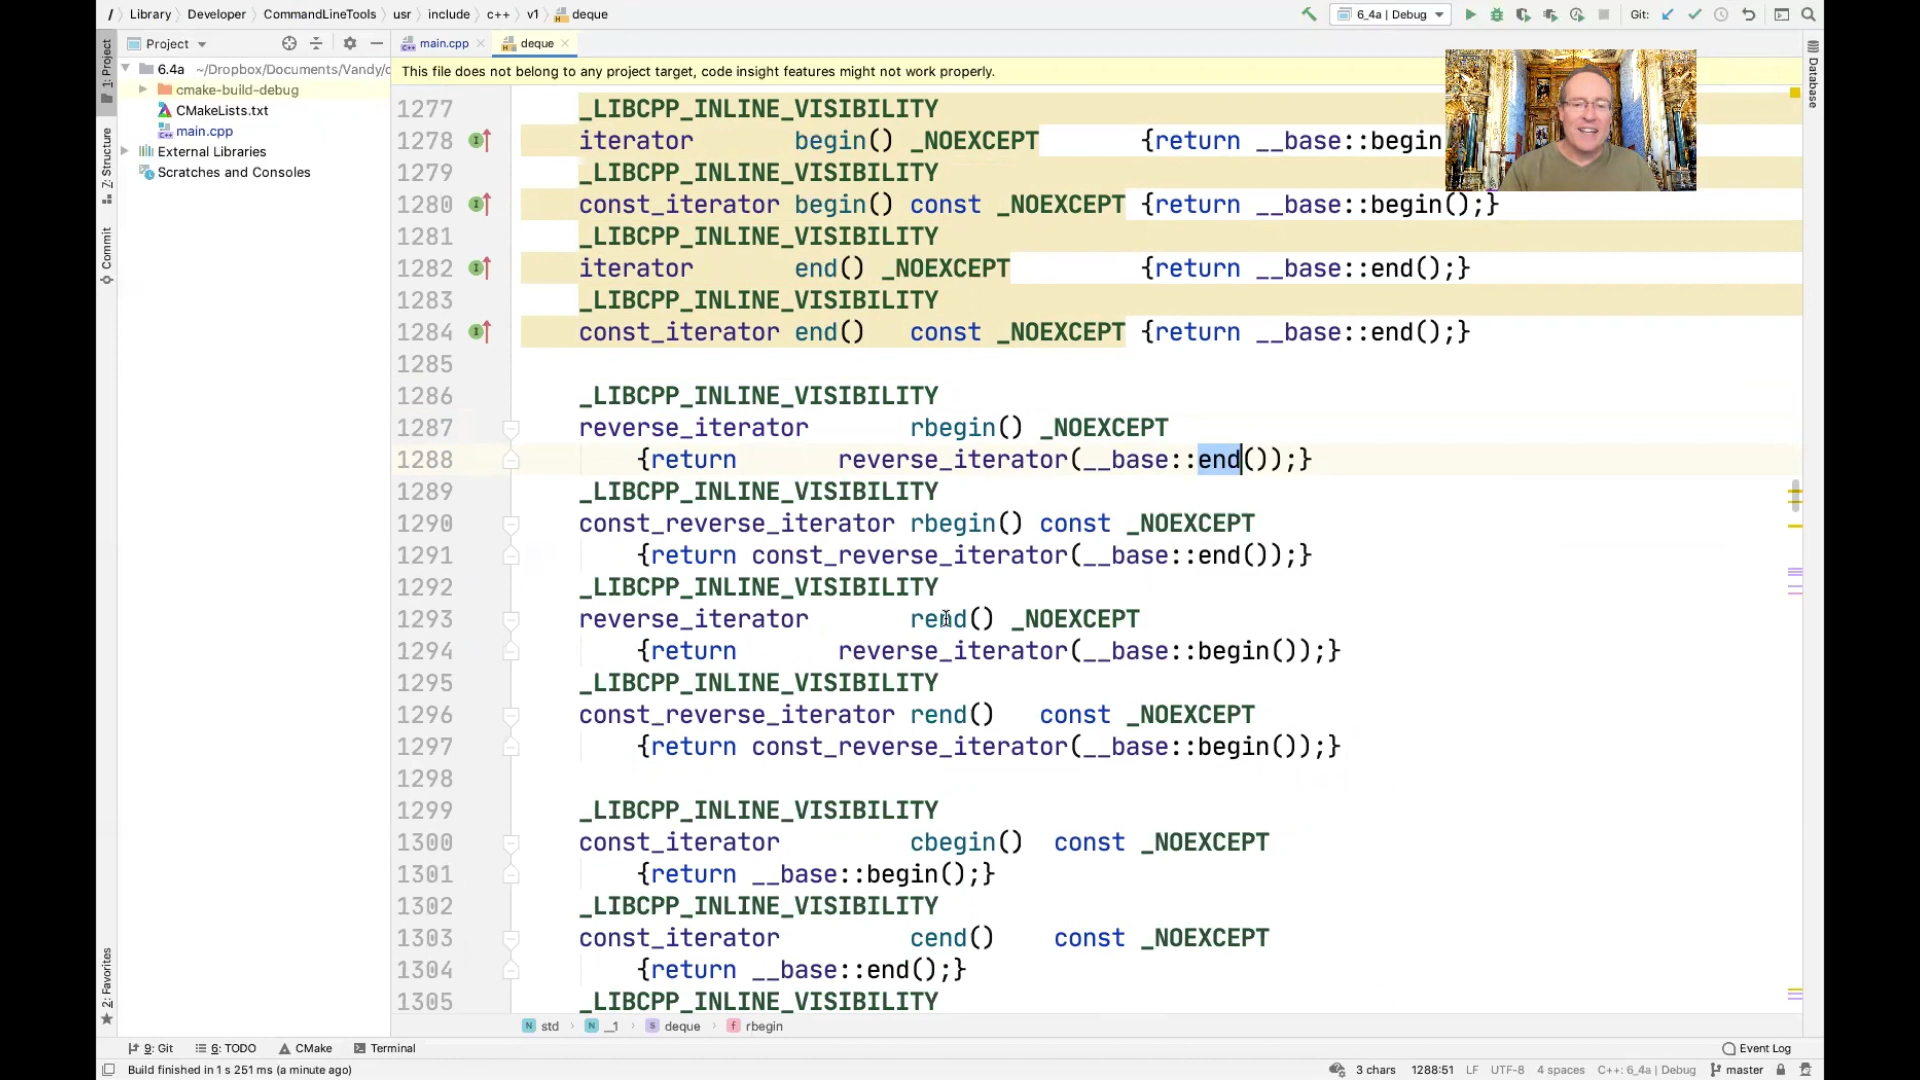 / Library Developer CommandLineTools usr include c++ v1 deque
6_4a | Debug
Git:
Project
main.cpp
deque
1: Project
Database
6.4a ~/Dropbox/Documents/Vandy/c
This file does not belong to any project target, code insight features might not work properly.
cmake-build-debug
CMakeLists.txt
main.cpp
External Libraries
Scratches and Consoles
Z: Structure
Commit
2: Favorites
1277 _LIBCPP_INLINE_VISIBILITY
1278 iterator begin() _NOEXCEPT {return __base::begin
1279 _LIBCPP_INLINE_VISIBILITY
1280 const_iterator begin() const _NOEXCEPT {return __base::begin();}
1281 _LIBCPP_INLINE_VISIBILITY
1282 iterator end() _NOEXCEPT {return __base::end();}
1283 _LIBCPP_INLINE_VISIBILITY
1284 const_iterator end() const _NOEXCEPT {return __base::end();}
1285
1286 _LIBCPP_INLINE_VISIBILITY
1287 reverse_iterator rbegin() _NOEXCEPT
1288 {return reverse_iterator(__base::end());}
1289 _LIBCPP_INLINE_VISIBILITY
1290 const_reverse_iterator rbegin() const _NOEXCEPT
1291 {return const_reverse_iterator(__base::end());}
1292 _LIBCPP_INLINE_VISIBILITY
1293 reverse_iterator rend() _NOEXCEPT
1294 {return reverse_iterator(__base::begin());}
1295 _LIBCPP_INLINE_VISIBILITY
1296 const_reverse_iterator rend() const _NOEXCEPT
1297 {return const_reverse_iterator(__base::begin());}
1298
1299 _LIBCPP_INLINE_VISIBILITY
1300 const_iterator cbegin() const _NOEXCEPT
1301 {return __base::begin();}
1302 _LIBCPP_INLINE_VISIBILITY
1303 const_iterator cend() const _NOEXCEPT
1304 {return __base::end();}
1305 _LIBCPP_INLINE_VISIBILITY
N std N __1 S deque f rbegin
9: Git 6: TODO CMake Terminal Event Log
Build finished in 1 s 251 ms (a minute ago) 3 chars 1288:51 LF UTF-8 4 spaces C++: 6_4a | Debug master